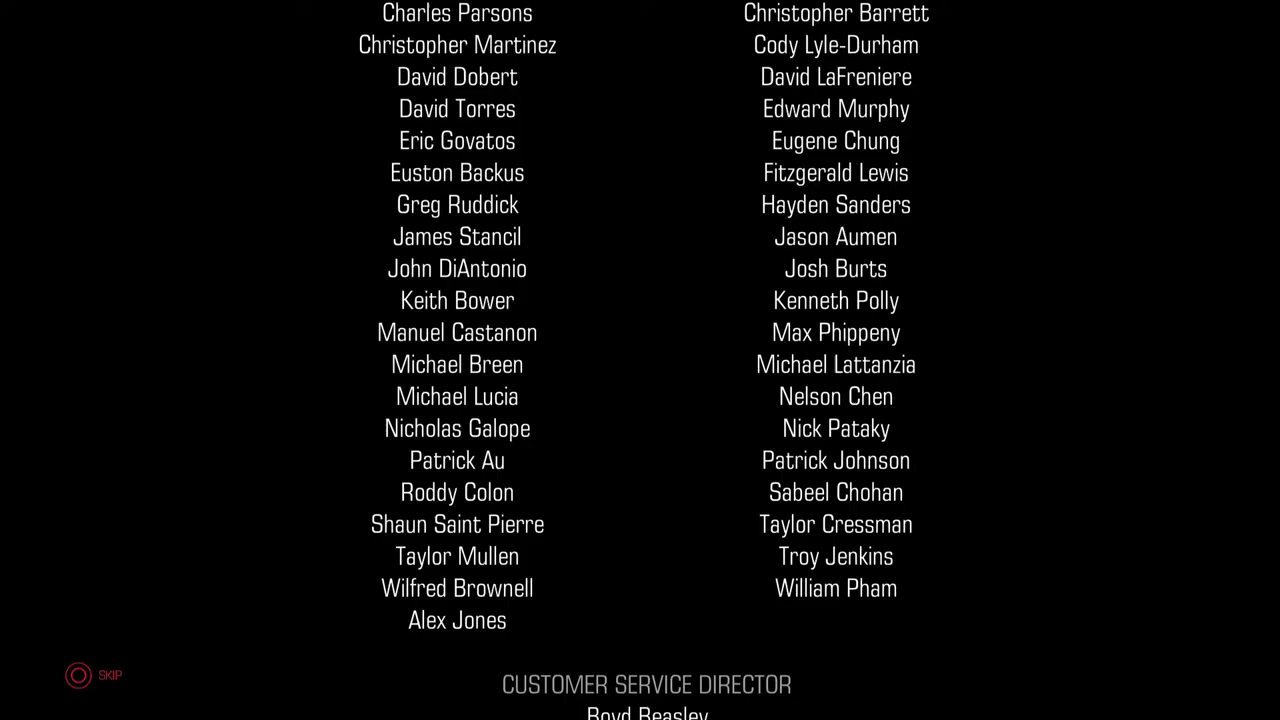 Charles Parsons Christopher Barrett
Christopher Martinez Cody Lyle-Durham
David Dobert David LaFreniere
David Torres Edward Murphy
Eric Govatos Eugene Chung
Euston Backus Fitzgerald Lewis
Greg Ruddick Hayden Sanders
James Stancil Jason Aumen
John DiAntonio Josh Burts
Keith Bower Kenneth Polly
Manuel Castanon Max Phippeny
Michael Breen Michael Lattanzia
Michael Lucia Nelson Chen
Nicholas Galope Nick Pataky
Patrick Au Patrick Johnson
Roddy Colon Sabeel Chohan
Shaun Saint Pierre Taylor Cressman
Taylor Mullen Troy Jenkins
Wilfred Brownell William Pham
Alex Jones
SKIP
CUSTOMER SERVICE DIRECTOR
Boyd Beasley